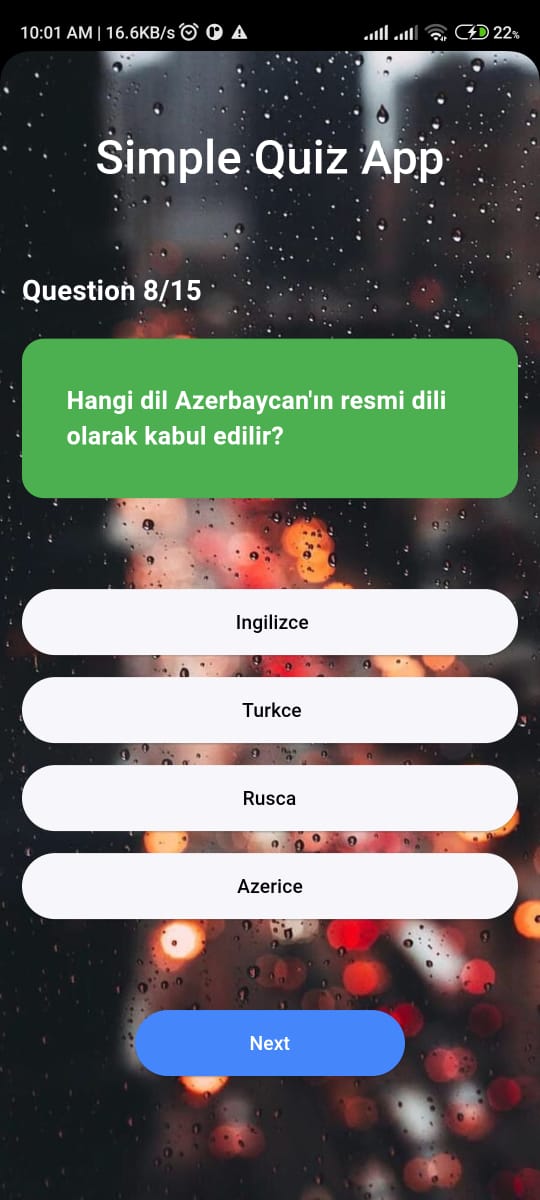 10:01 AM | 16.6KB/s
22%
Simple Quiz App
Question 8/15
Hangi dil Azerbaycan'ın resmi dili
olarak kabul edilir?
Ingilizce
Turkce
Rusca
Azerice
Next